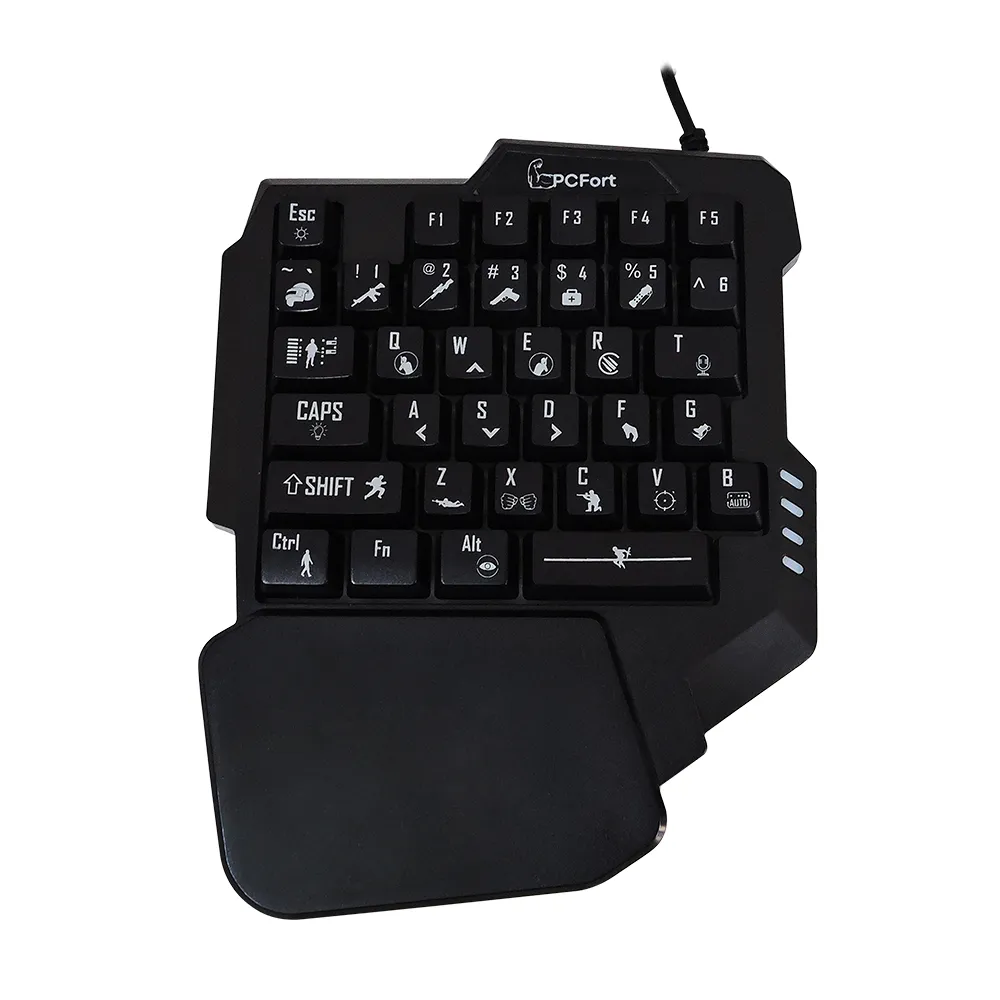 PCFort
Esc F1 F2 F3 F4 F5
~ ` ! 1 @ 2 # 3 $ 4 % 5 ^ 6
Q W E R T
CAPS A S D F G
SHIFT Z X C V B
AUTO
Ctrl Fn Alt